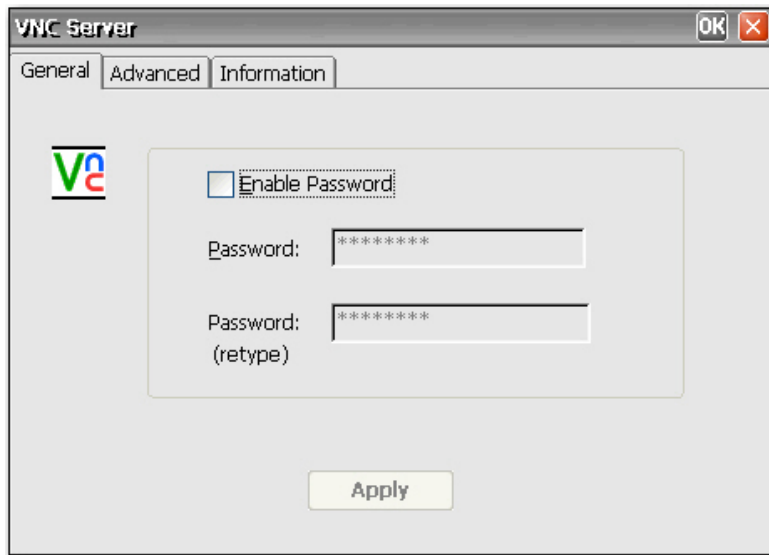 VNC Server OK
General Advanced Information
Vnc
Enable Password
Password: ********
Password: ********
(retype)
Apply